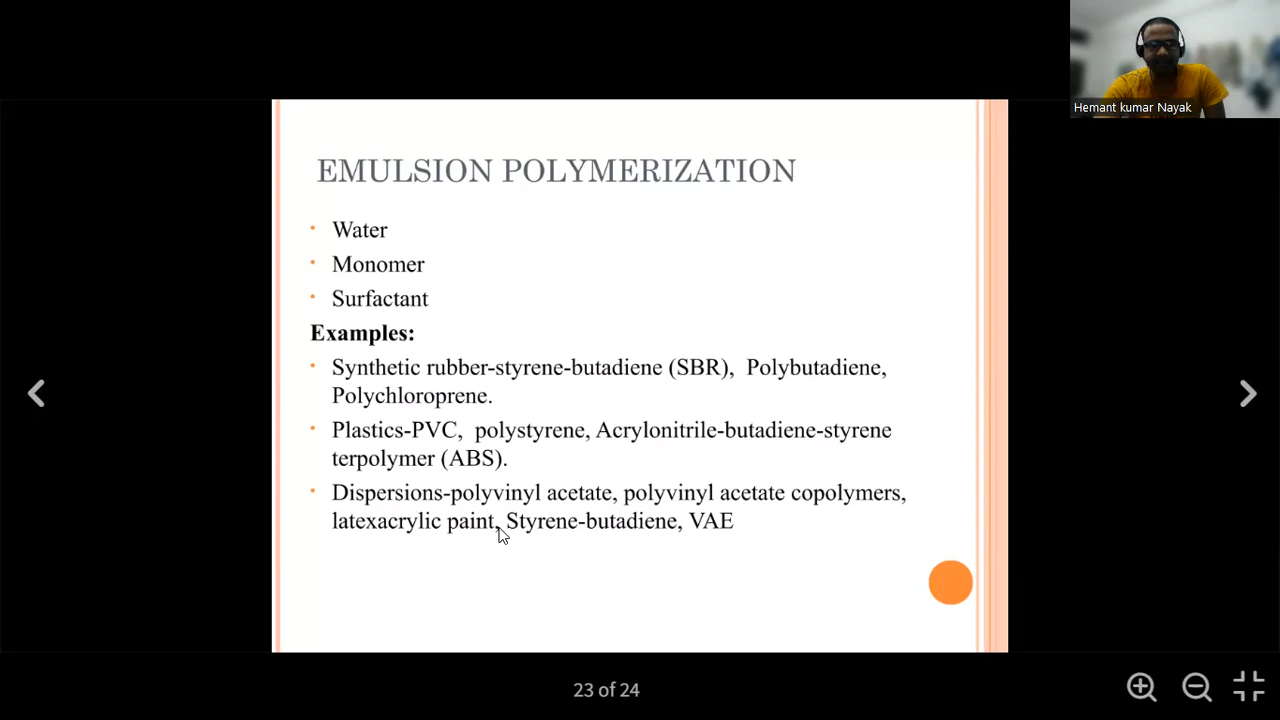 Hemant kumar Nayak
EMULSION POLYMERIZATION
• Water
• Monomer
• Surfactant
Examples:
• Synthetic rubber-styrene-butadiene (SBR), Polybutadiene,
Polychloroprene.
• Plastics-PVC, polystyrene, Acrylonitrile-butadiene-styrene
terpolymer (ABS).
• Dispersions-polyvinyl acetate, polyvinyl acetate copolymers,
latexacrylic paint, Styrene-butadiene, VAE
23 of 24